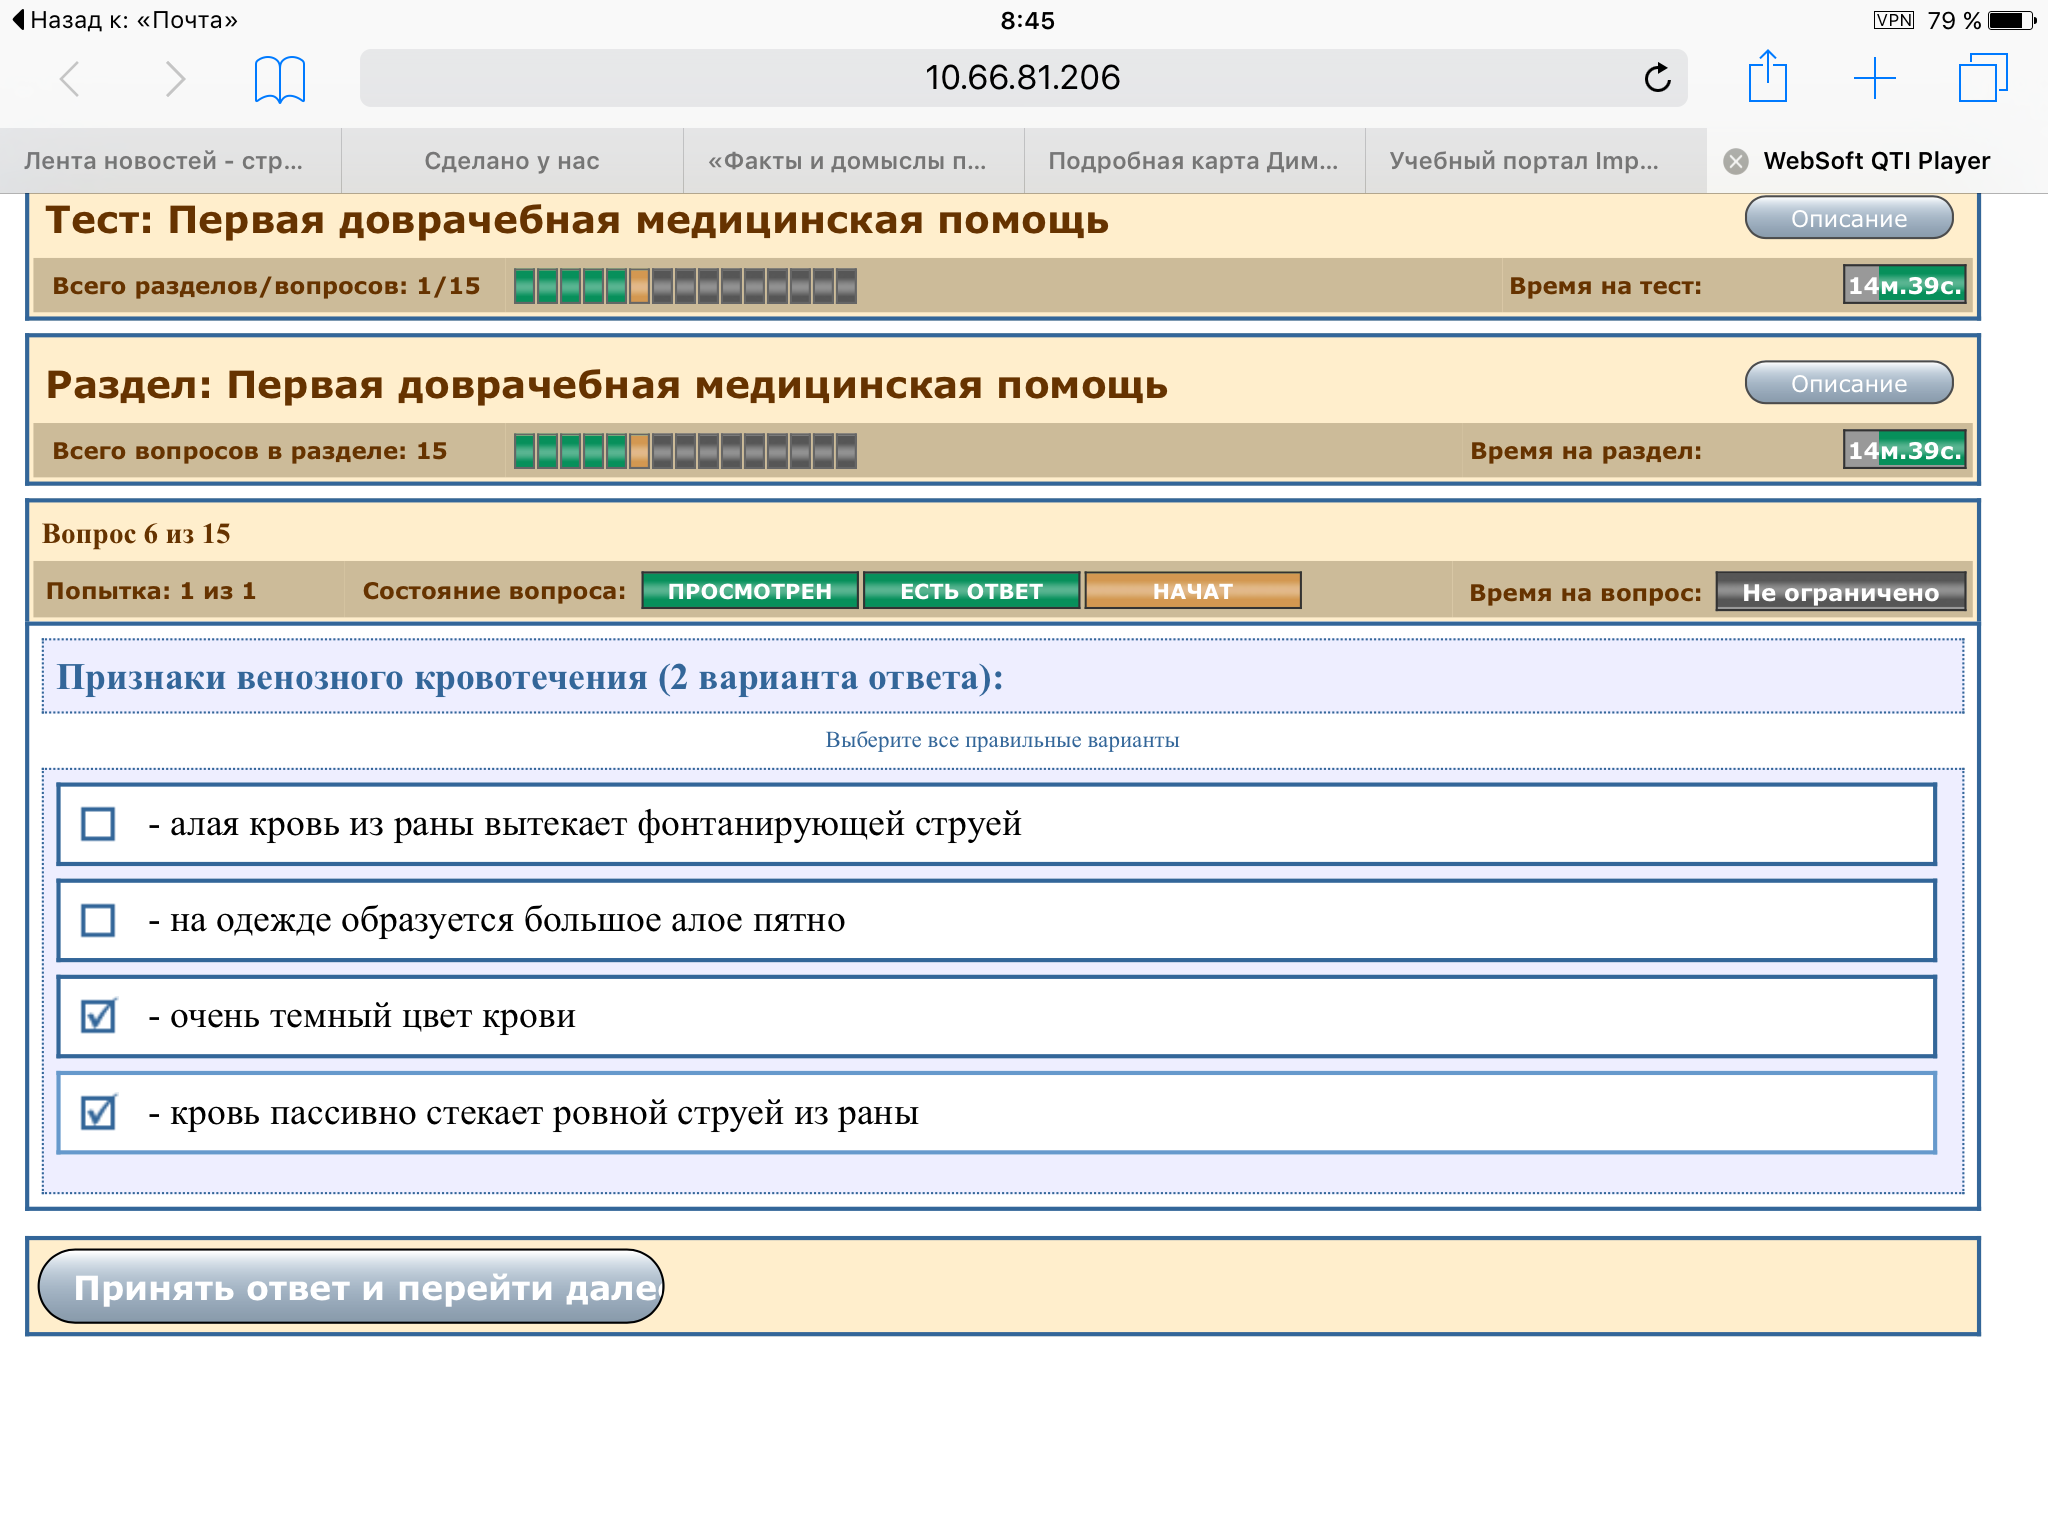 Назад к: «Почта»
8:45
VPN 79 %
10.66.81.206
Лента новостей - стр...
Сделано у нас
«Факты и домыслы п...
Подробная карта Дим...
Учебный портал Imp...
WebSoft QTI Player
Тест: Первая доврачебная медицинская помощь
Описание
Всего разделов/вопросов: 1/15
Время на тест:
14м.39с.
Раздел: Первая доврачебная медицинская помощь
Описание
Всего вопросов в разделе: 15
Время на раздел:
14м.39с.
Вопрос 6 из 15
Попытка: 1 из 1
Состояние вопроса:
ПРОСМОТРЕН
ЕСТЬ ОТВЕТ
НАЧАТ
Время на вопрос:
Не ограничено
Признаки венозного кровотечения (2 варианта ответа):
Выберите все правильные варианты
- алая кровь из раны вытекает фонтанирующей струей
- на одежде образуется большое алое пятно
- очень темный цвет крови
- кровь пассивно стекает ровной струей из раны
Принять ответ и перейти дале